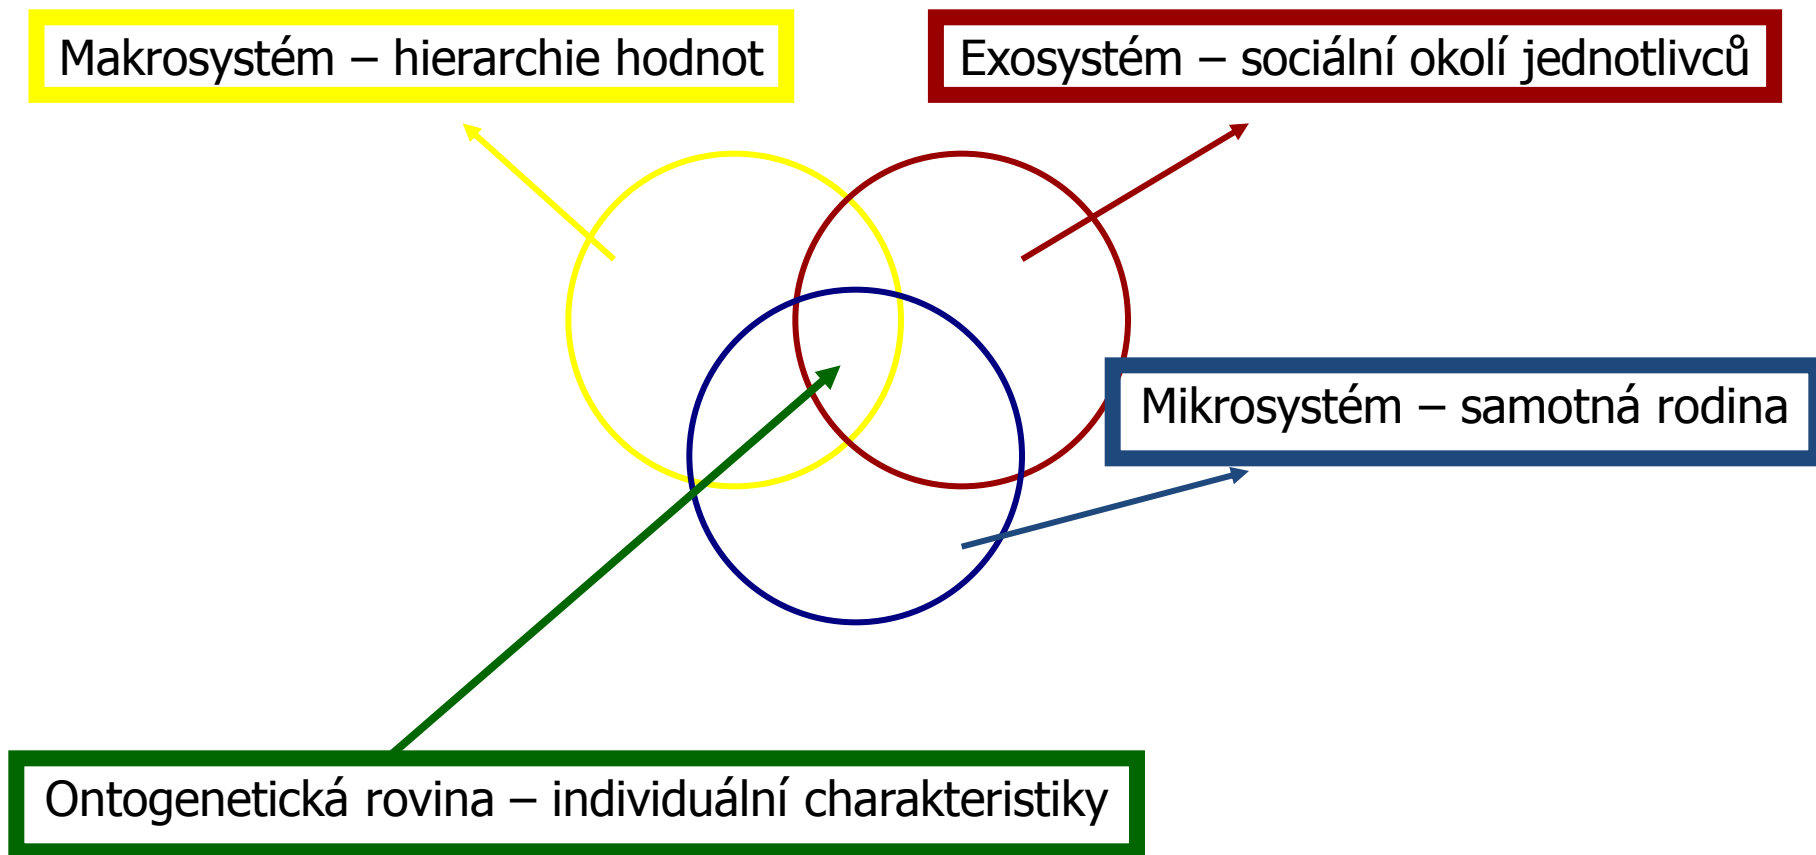 Makrosystém – hierarchie hodnot
Exosystém – sociální okolí jednotlivců
Mikrosystém – samotná rodina
Ontogenetická rovina – individuální charakteristiky